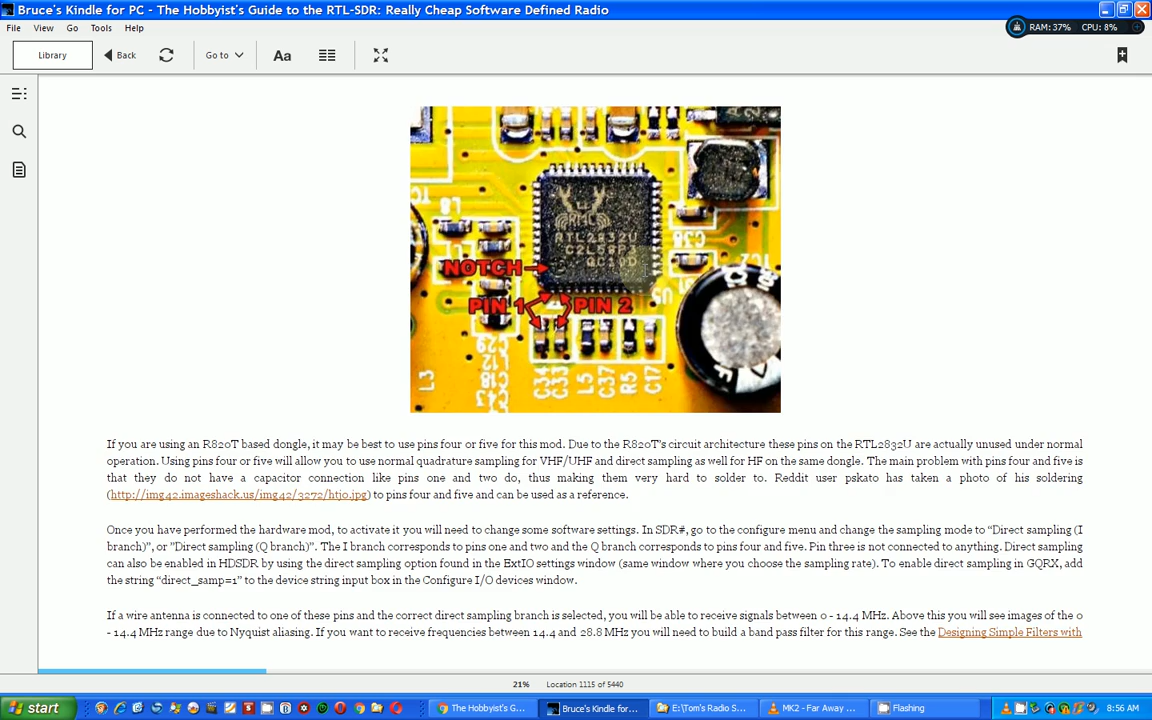 Bruce's Kindle for PC - The Hobbyist's Guide to the RTL-SDR: Really Cheap Software Defined Radio
File View Go Tools Help
RAM: 37% CPU: 8%
Library Back Go to Aa
L8
RTL2832U
NOTCH
PIN 1 PIN 2
C38
L3
C34 C33 L5 C37 R5 C17
If you are using an R820T based dongle, it may be best to use pins four or five for this mod. Due to the R820T's circuit architecture these pins on the RTL2832U are actually unused under normal
operation. Using pins four or five will allow you to use normal quadrature sampling for VHF/UHF and direct sampling as well for HF on the same dongle. The main problem with pins four and five is
that they do not have a capacitor connection like pins one and two do, thus making them very hard to solder to. Reddit user pskato has taken a photo of his soldering
(http://img42.imageshack.us/img42/3272/htjo.jpg) to pins four and five and can be used as a reference.
Once you have performed the hardware mod, to activate it you will need to change some software settings. In SDR#, go to the configure menu and change the sampling mode to “Direct sampling (I
branch)”, or ”Direct sampling (Q branch)”. The I branch corresponds to pins one and two and the Q branch corresponds to pins four and five. Pin three is not connected to anything. Direct sampling
can also be enabled in HDSDR by using the direct sampling option found in the ExtIO settings window (same window where you choose the sampling rate). To enable direct sampling in GQRX, add
the string “direct_samp=1” to the device string input box in the Configure I/O devices window.
If a wire antenna is connected to one of these pins and the correct direct sampling branch is selected, you will be able to receive signals between 0 - 14.4 MHz. Above this you will see images of the 0
- 14.4 MHz range due to Nyquist aliasing. If you want to receive frequencies between 14.4 and 28.8 MHz you will need to build a band pass filter for this range. See the Designing Simple Filters with
21% Location 1115 of 5440
start The Hobbyist's G... Bruce's Kindle for... E:\Tom's Radio S... MK2 - Far Away ... Flashing 8:56 AM